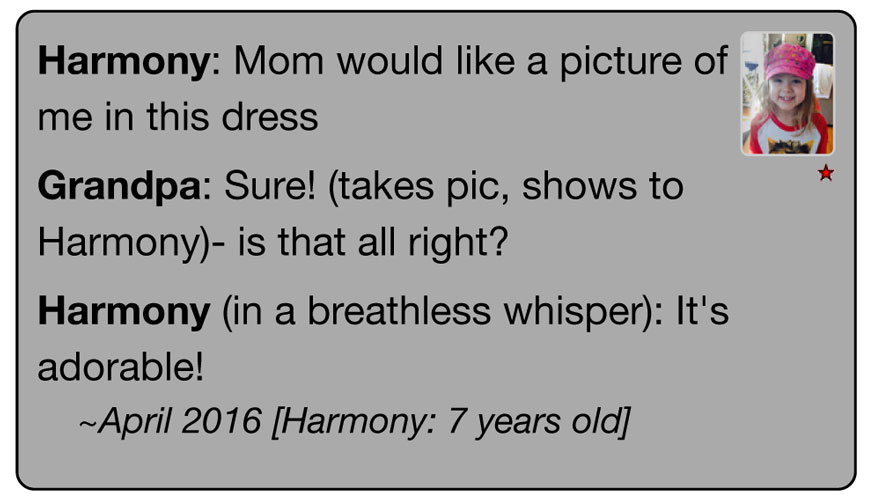 Harmony: Mom would like a picture of
me in this dress
Grandpa: Sure! (takes pic, shows to
Harmony)- is that all right?
Harmony (in a breathless whisper): It's
adorable!
~April 2016 [Harmony: 7 years old]